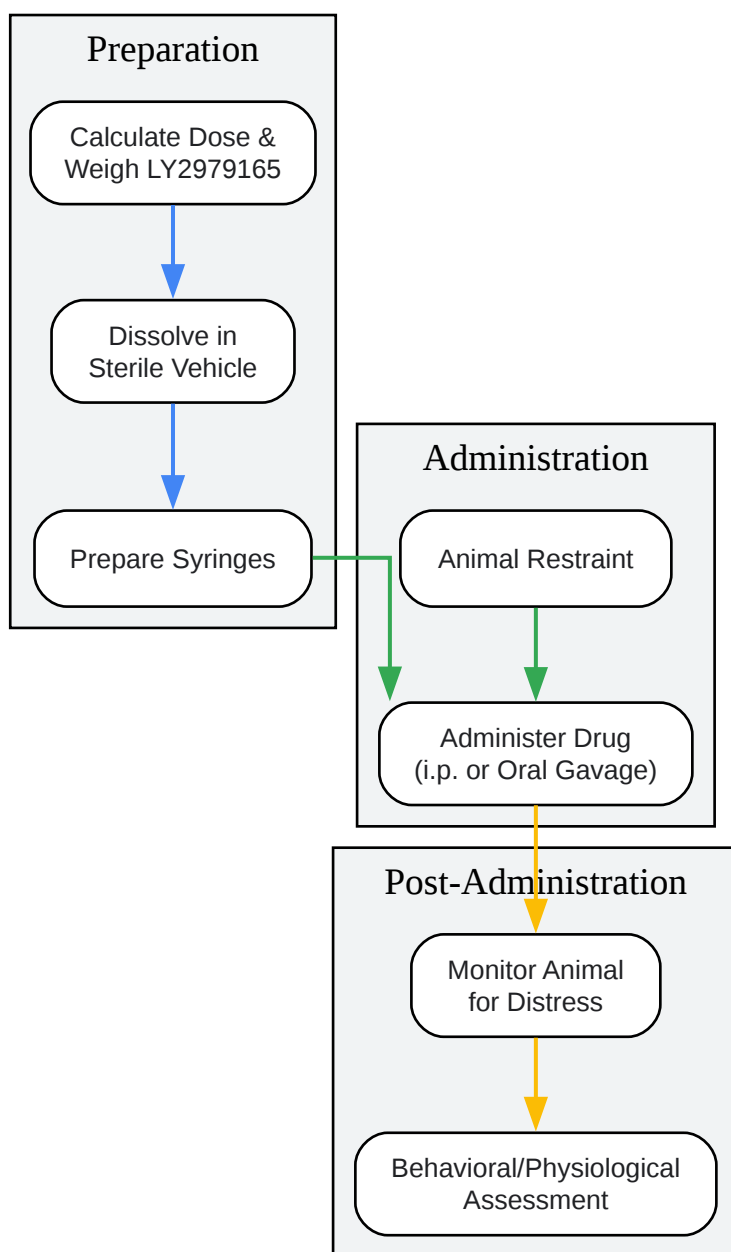 Preparation
Calculate Dose &
Weigh LY2979165
Dissolve in
Sterile Vehicle
Prepare Syringes
Administration
Animal Restraint
Administer Drug
(i.p. or Oral Gavage)
Post-Administration
Monitor Animal
for Distress
Behavioral/Physiological
Assessment